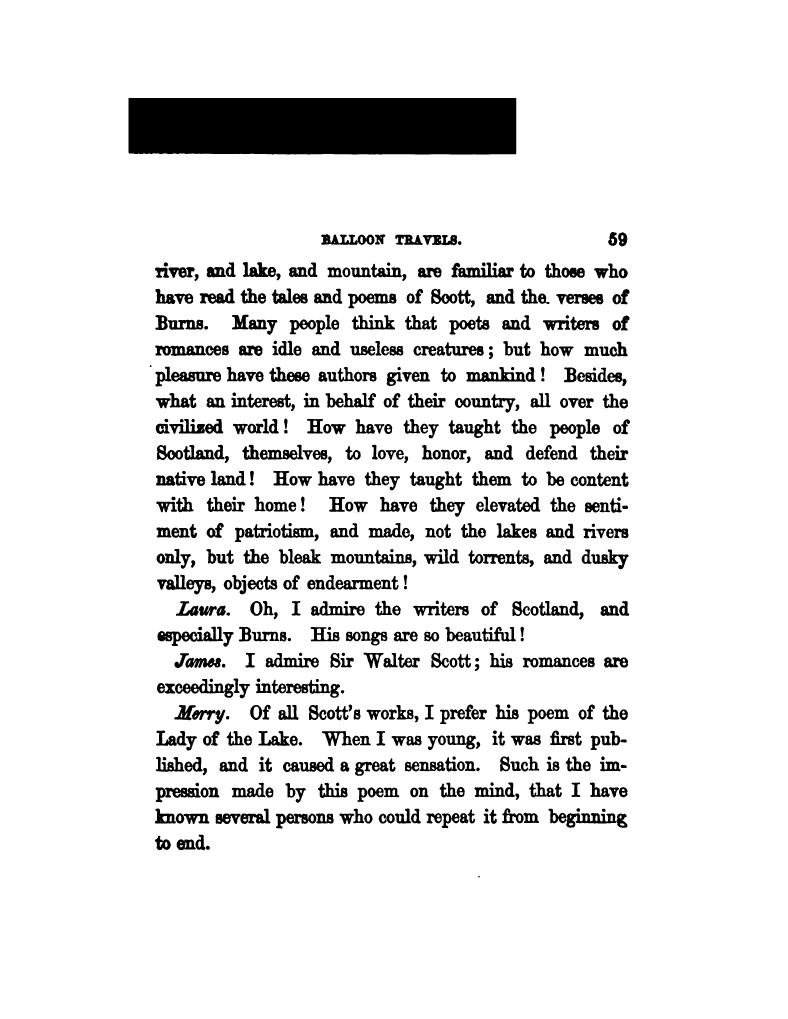 BALLOON TRAVELS. 59
river, and lake, and mountain, are familiar to those who
have read the tales and poems of Scott, and the verses of
Burns. Many people think that poets and writers of
romances are idle and useless creatures; but how much
pleasure have these authors given to mankind! Besides,
what an interest, in behalf of their country, all over the
civilized world! How have they taught the people of
Scotland, themselves, to love, honor, and defend their
native land! How have they taught them to be content
with their home! How have they elevated the senti-
ment of patriotism, and made, not the lakes and rivers
only, but the bleak mountains, wild torrents, and dusky
valleys, objects of endearment!
Laura. Oh, I admire the writers of Scotland, and
especially Burns. His songs are so beautiful!
James. I admire Sir Walter Scott; his romances are
exceedingly interesting.
Merry. Of all Scott's works, I prefer his poem of the
Lady of the Lake. When I was young, it was first pub-
lished, and it caused a great sensation. Such is the im-
pression made by this poem on the mind, that I have
known several persons who could repeat it from beginning
to end.